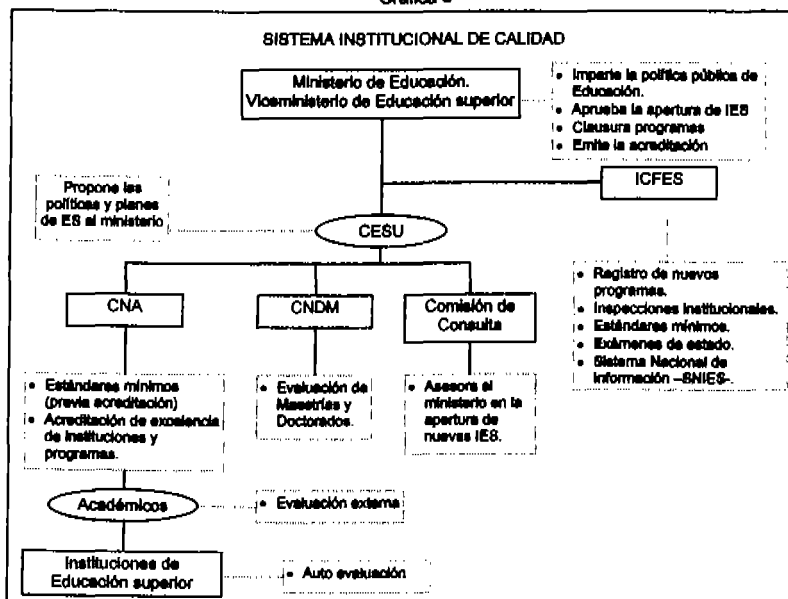 SISTEMA INSTITUCIONAL DE CALIDAD
Ministerio de Educación.
Viceministerio de Educación superior
• Imparte la política pública de
Educación.
• Aprueba la apertura de IES
• Clausura programas
• Emite la acreditación
ICFES
Propone las
políticas y planes
de ES al ministerio
CESU
CNA
CNDM
Comisión de
Consulta
• Registro de nuevos
programas.
• Inspecciones institucionales.
• Estándares mínimos.
• Exámenes de estado.
• Sistema Nacional de
Información –SNIES-.
• Estándares mínimos
(previa acreditación)
• Acreditación de excelencia
de instituciones y
programas.
• Evaluación de
Maestrías y
Doctorados.
• Asesora al
ministerio en la
apertura de
nuevas IES.
Académicos
• Evaluación externa
Instituciones de
Educación superior
• Auto evaluación